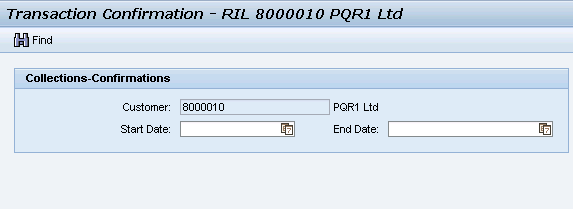 Transaction Confirmation - RIL 8000010 PQR1 Ltd
Find
Collections-Confirmations
Customer: 8000010 PQR1 Ltd
Start Date: End Date: